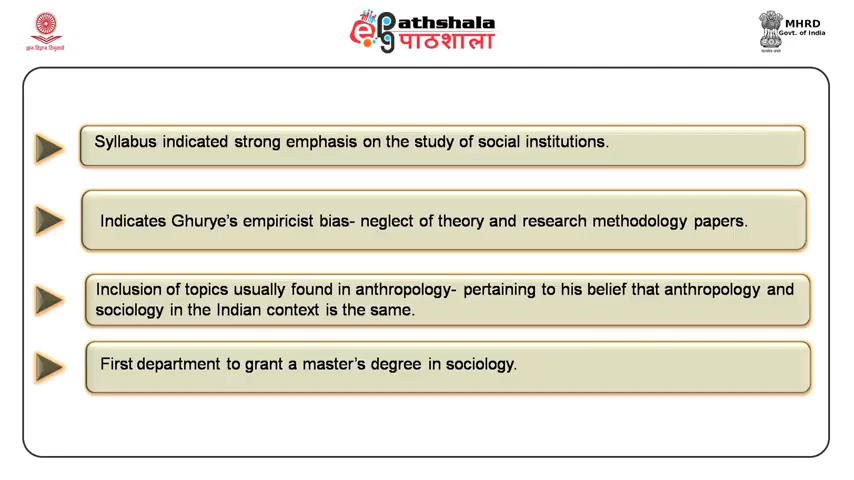 Pathshala
पाठशाला
MHRD
Govt. of India
Syllabus indicated strong emphasis on the study of social institutions.
Indicates Ghurye's empiricist bias- neglect of theory and research methodology papers.
Inclusion of topics usually found in anthropology- pertaining to his belief that anthropology and
sociology in the Indian context is the same.
First department to grant a master's degree in sociology.